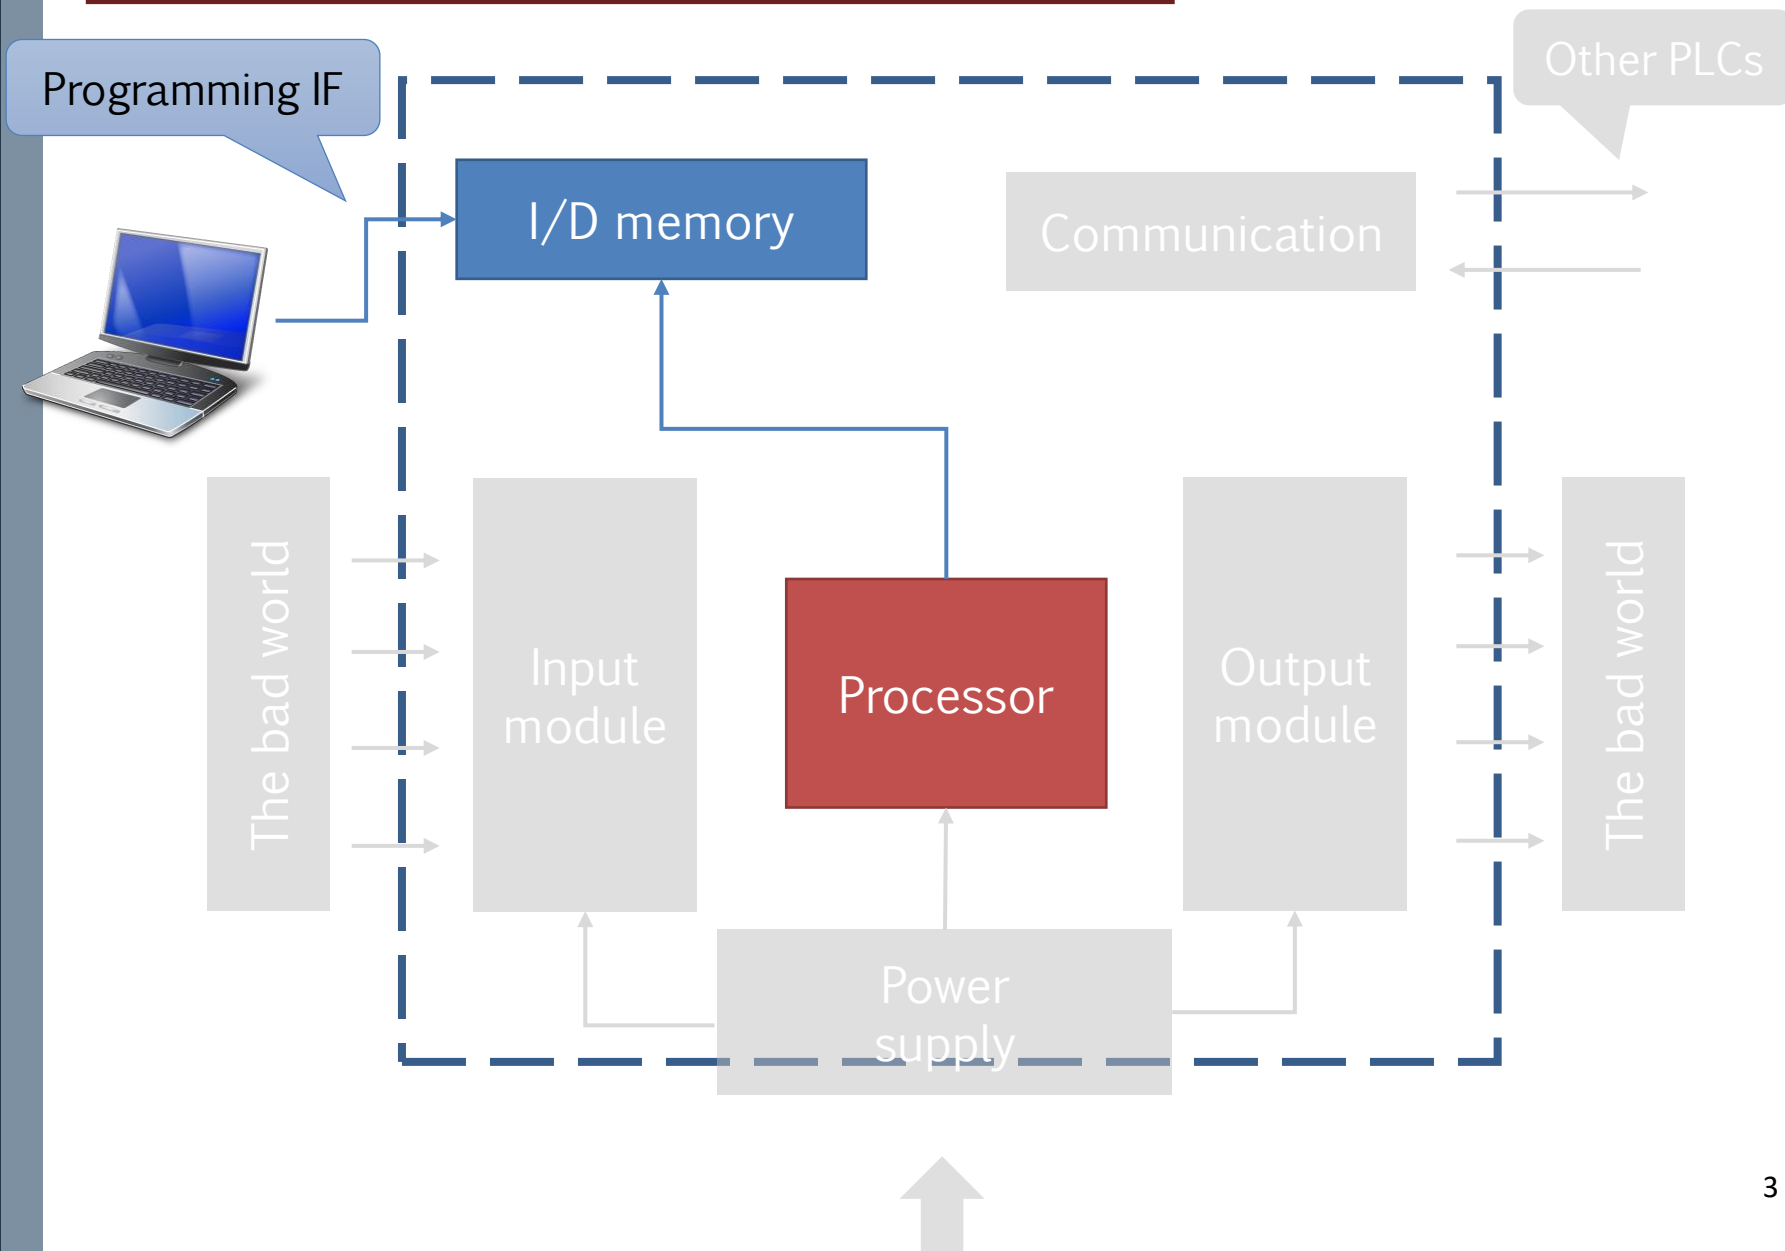 Programming IF
Other PLCs
I/D memory
Communication
The bad world
Input
module
Processor
Output
module
The bad world
Power
supply
3